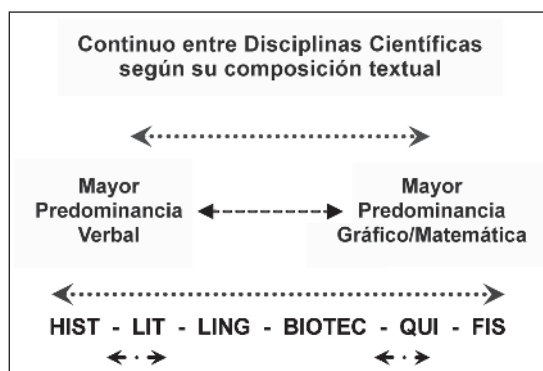 Continuo entre Disciplinas Científicas
según su composición textual
Mayor
Predominancia
Verbal
Mayor
Predominancia
Gráfico/Matemática
HIST - LIT - LING - BIOTEC - QUI - FIS